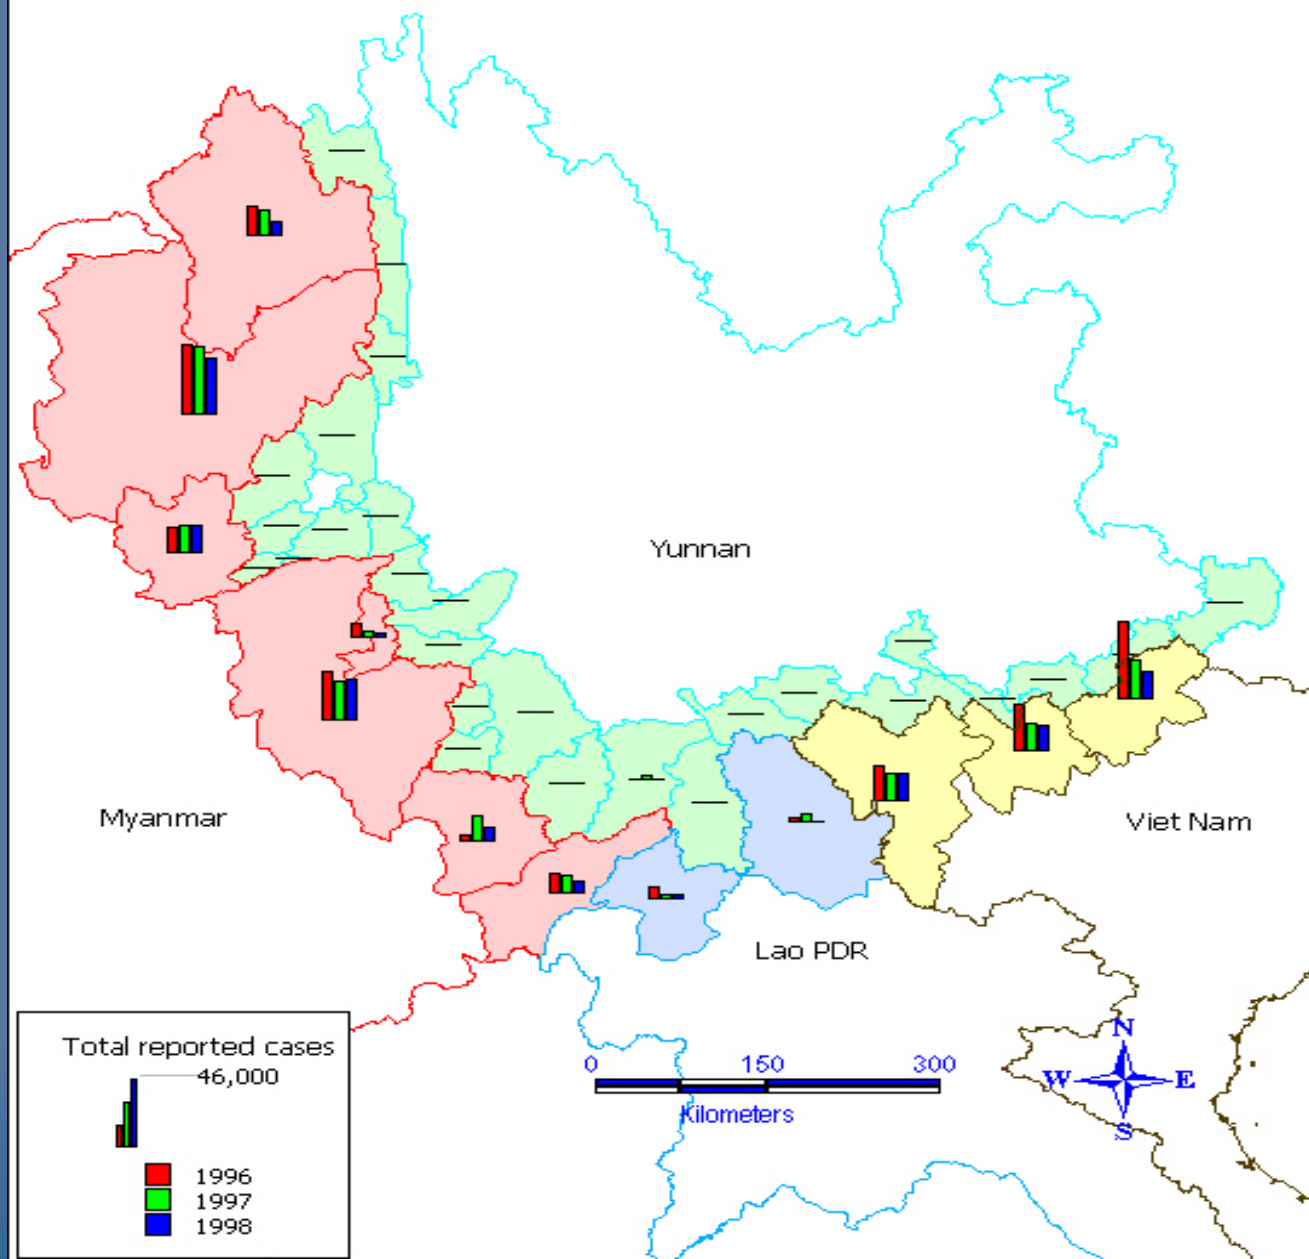 Yunnan
Myanmar
Viet Nam
Lao PDR
Total reported cases
46,000
1996
1997
1998
0 150 300
Kilometers
N
W E
S